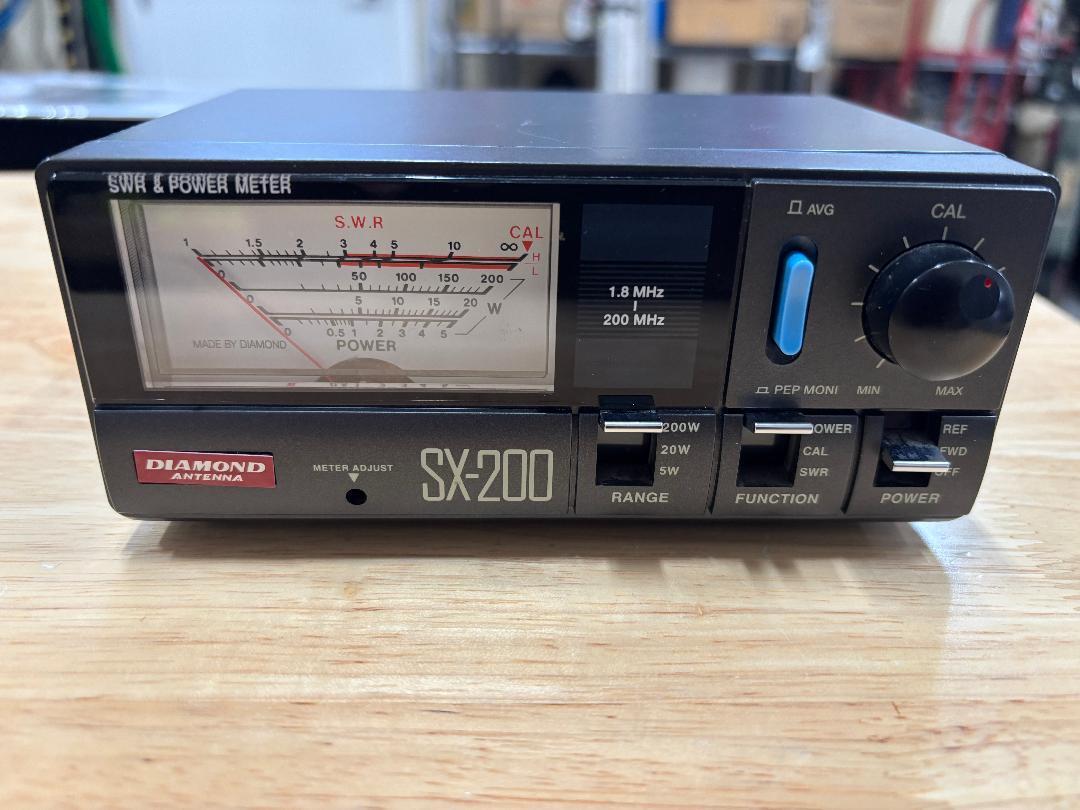 SWR & POWER METER
S.W.R
1 1.5 2 3 4 5 10 ∞ CAL
H
L
0 50 100 150 200
0 5 10 15 20 W
0 0.5 1 2 3 4 5
MADE BY DIAMOND
POWER
1.8 MHz
200 MHz
AVG
CAL
PEP MONI
MIN
MAX
DIAMOND
ANTENNA
METER ADJUST
SX-200
200W
20W
5W
RANGE
OWER
CAL
SWR
FUNCTION
REF
FWD
OFF
POWER